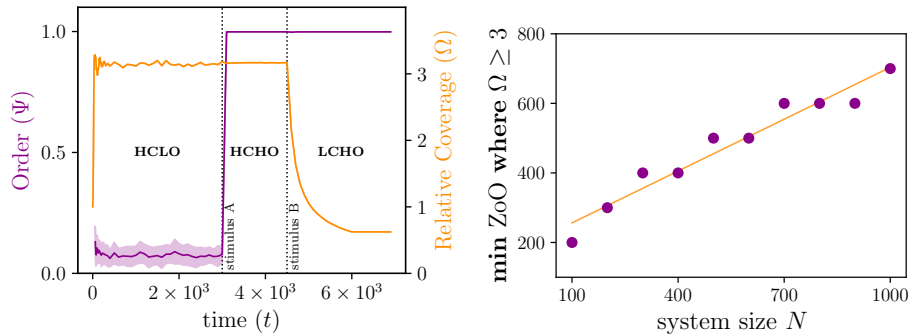 1.0
0.5
0.0
Order (Ψ)
HCLO
HCHO
LCHO
stimulus A
stimulus B
0
2 × 10³
4 × 10³
6 × 10³
time (t)
3
2
1
0
Relative Coverage (Ω)
min ZoO where Ω ≥ 3
800
600
400
200
100
400
700
1000
system size N